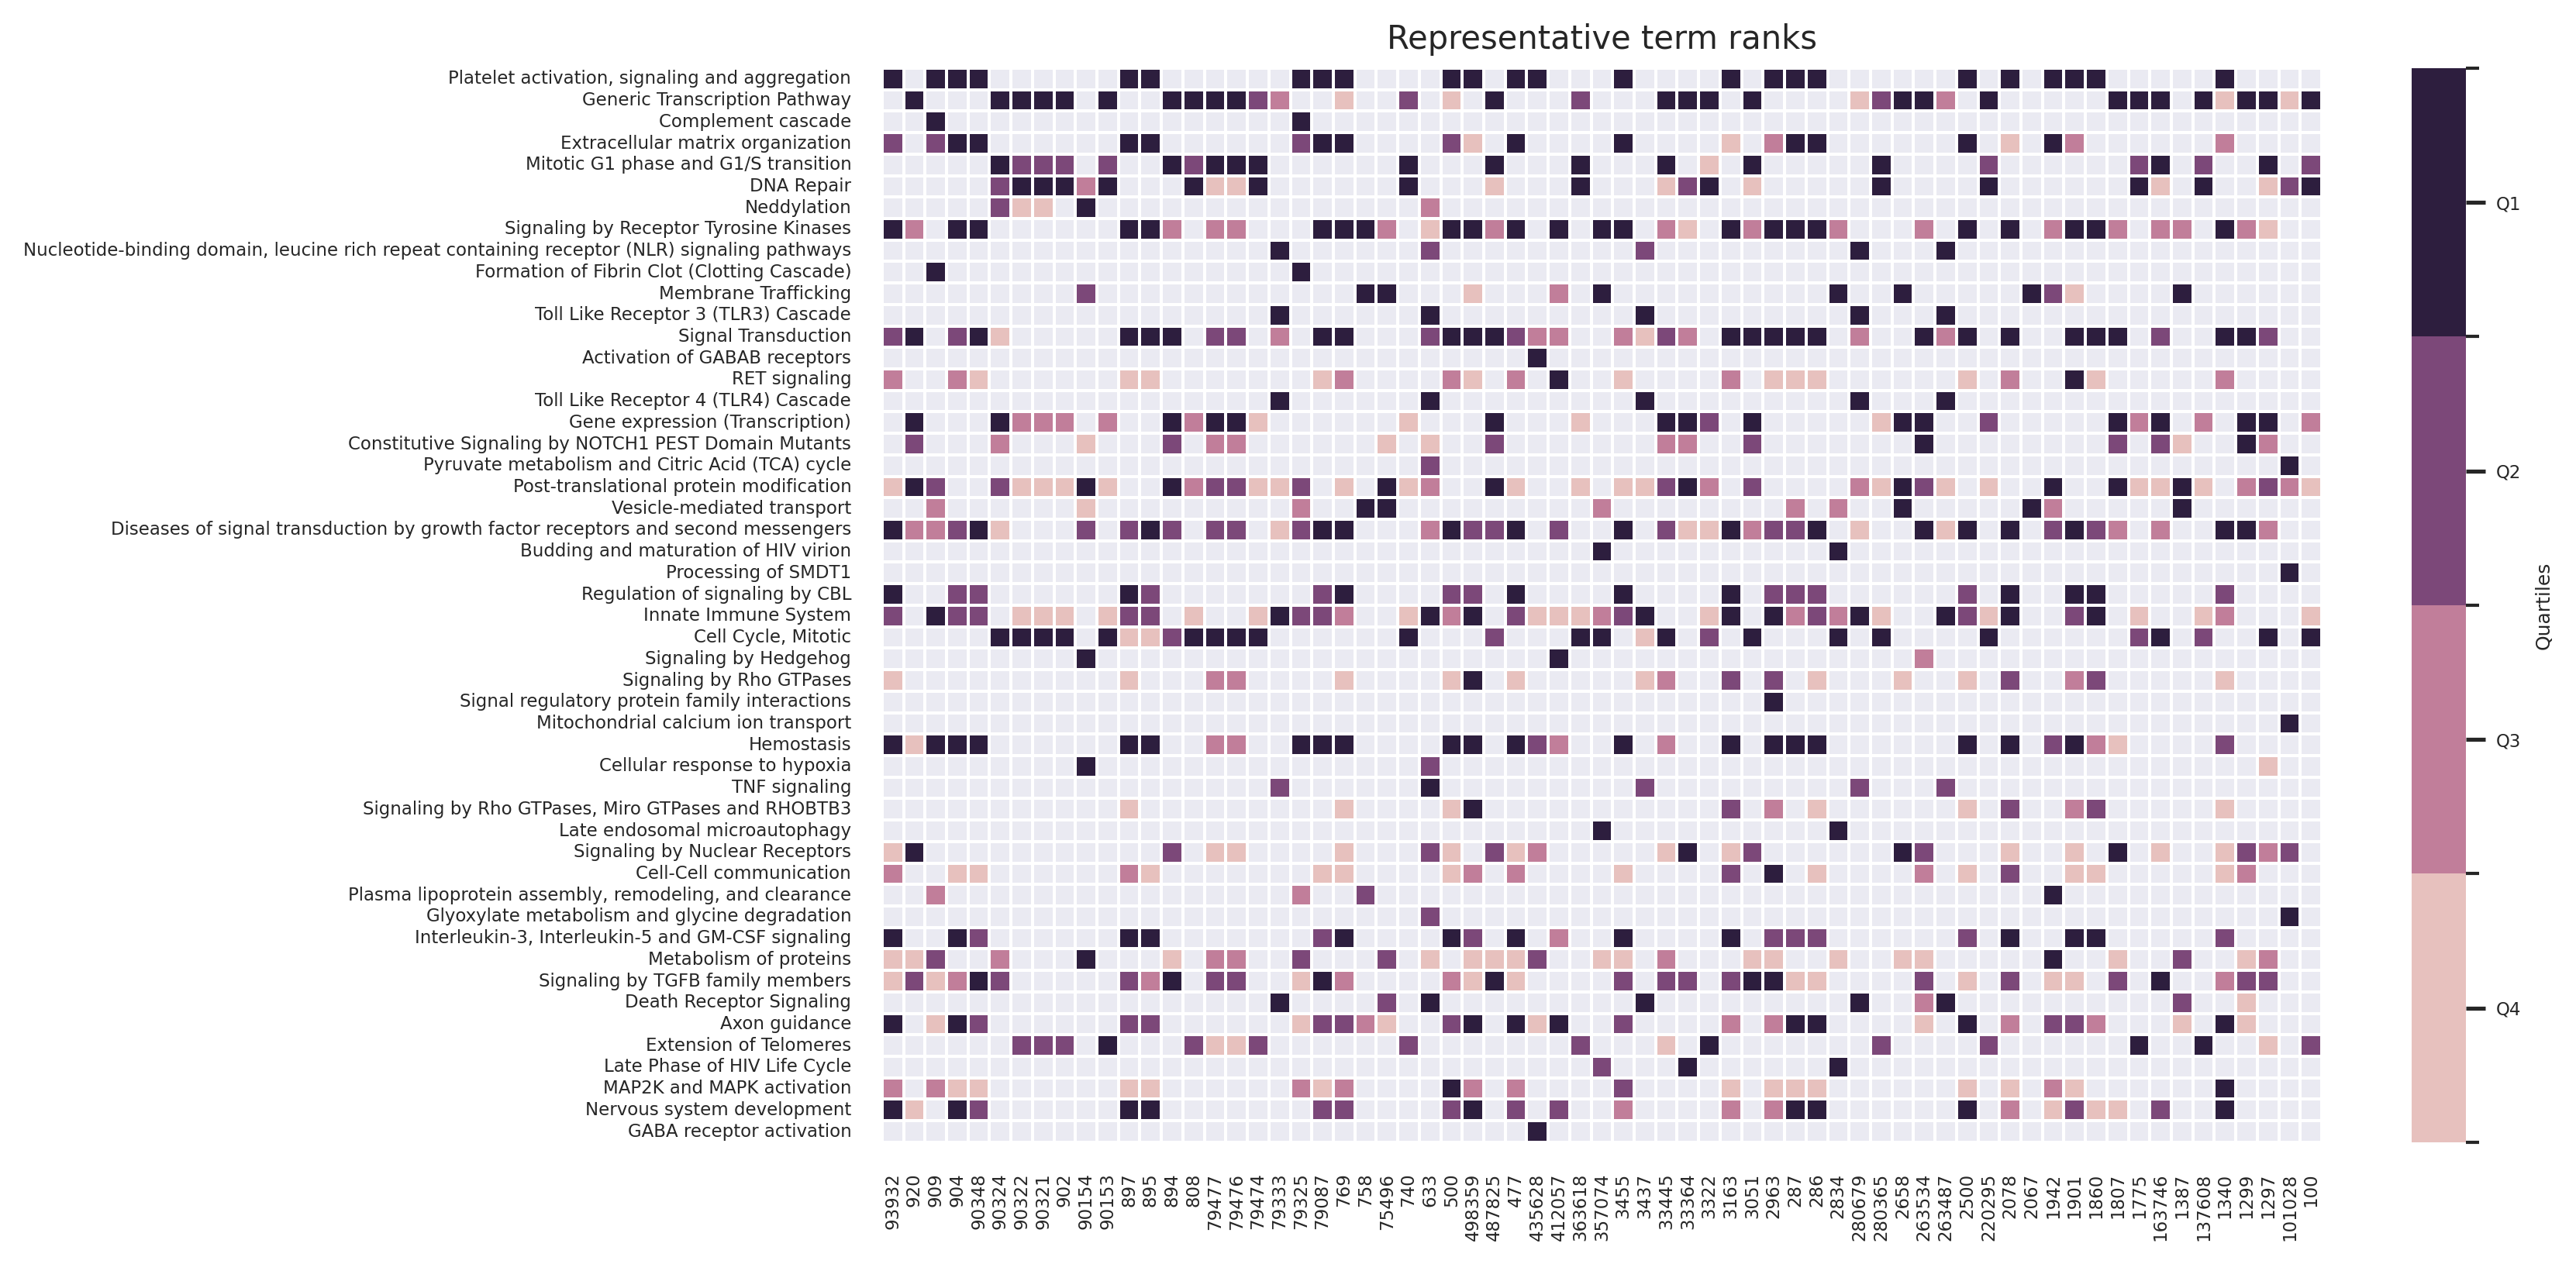 Representative term ranks
Platelet activation, signaling and aggregation
Generic Transcription Pathway
Complement cascade
Extracellular matrix organization
Mitotic G1 phase and G1/S transition
DNA Repair
Neddylation
Signaling by Receptor Tyrosine Kinases
Nucleotide-binding domain, leucine rich repeat containing receptor (NLR) signaling pathways
Formation of Fibrin Clot (Clotting Cascade)
Membrane Trafficking
Toll Like Receptor 3 (TLR3) Cascade
Signal Transduction
Activation of GABAB receptors
RET signaling
Toll Like Receptor 4 (TLR4) Cascade
Gene expression (Transcription)
Constitutive Signaling by NOTCH1 PEST Domain Mutants
Pyruvate metabolism and Citric Acid (TCA) cycle
Post-translational protein modification
Vesicle-mediated transport
Diseases of signal transduction by growth factor receptors and second messengers
Budding and maturation of HIV virion
Processing of SMDT1
Regulation of signaling by CBL
Innate Immune System
Cell Cycle, Mitotic
Signaling by Hedgehog
Signaling by Rho GTPases
Signal regulatory protein family interactions
Mitochondrial calcium ion transport
Hemostasis
Cellular response to hypoxia
TNF signaling
Signaling by Rho GTPases, Miro GTPases and RHOBTB3
Late endosomal microautophagy
Signaling by Nuclear Receptors
Cell-Cell communication
Plasma lipoprotein assembly, remodeling, and clearance
Glyoxylate metabolism and glycine degradation
Interleukin-3, Interleukin-5 and GM-CSF signaling
Metabolism of proteins
Signaling by TGFB family members
Death Receptor Signaling
Axon guidance
Extension of Telomeres
Late Phase of HIV Life Cycle
MAP2K and MAPK activation
Nervous system development
GABA receptor activation
93932
920
909
904
90348
90324
90322
90321
902
90154
90153
897
895
894
808
79477
79476
79474
79333
79325
79087
769
758
75496
740
633
500
498359
487825
477
435628
412057
363618
357074
3455
3437
33445
33364
3322
3163
3051
2963
287
286
2834
280679
280365
2658
263534
263487
2500
220295
2078
2067
1942
1901
1860
1807
1775
163746
1387
137608
1340
1299
1297
101028
100
Q1
Q2
Q3
Q4
Quartiles